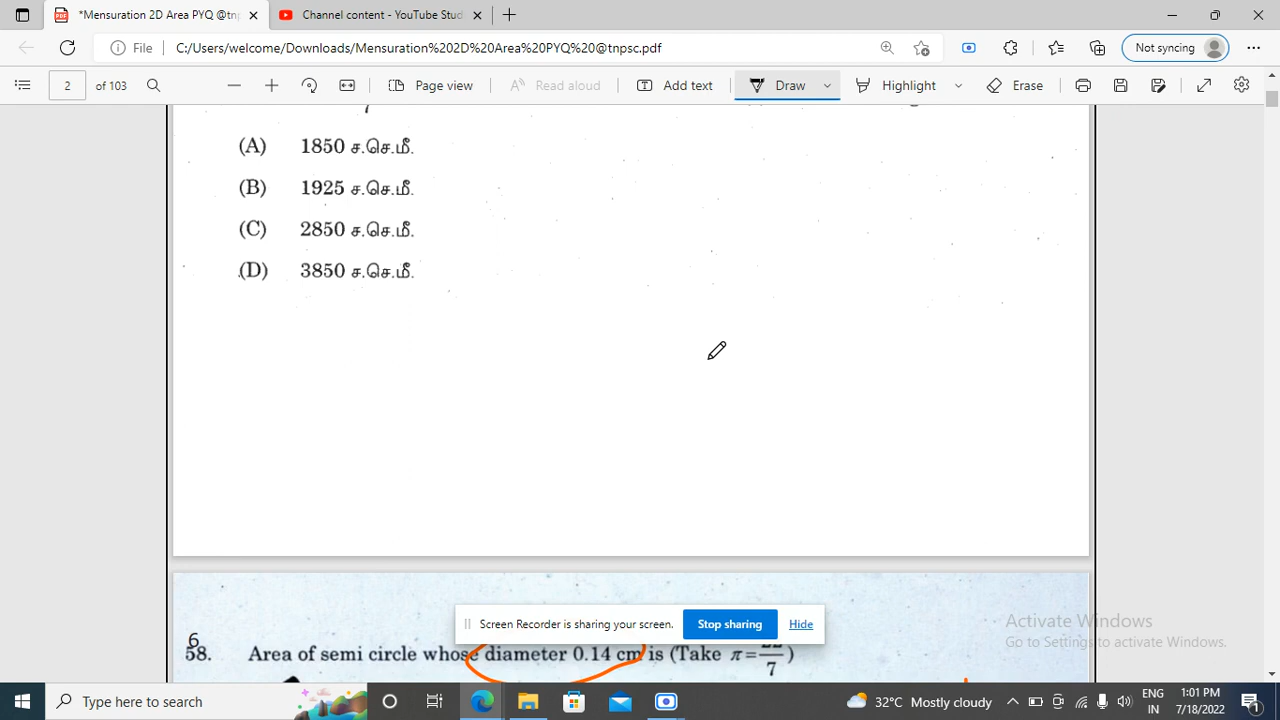 *Mensuration 2D Area PYQ @tnp
Channel content - YouTube Stud
File
C:/Users/welcome/Downloads/Mensuration%202D%20Area%20PYQ%20@tnpsc.pdf
Not syncing
2 of 103
Page view
Read aloud
Add text
Draw
Highlight
Erase
(A) 1850 ச.செ.மீ.
(B) 1925 ச.செ.மீ.
(C) 2850 ச.செ.மீ.
(D) 3850 ச.செ.மீ.
Screen Recorder is sharing your screen. Stop sharing Hide
Activate Windows
Go to Settings to activate Windows.
6
58. Area of semi circle whose diameter 0.14 cm is (Take π = 22/7)
Type here to search
32°C Mostly cloudy
ENG
IN
1:01 PM
7/18/2022
1